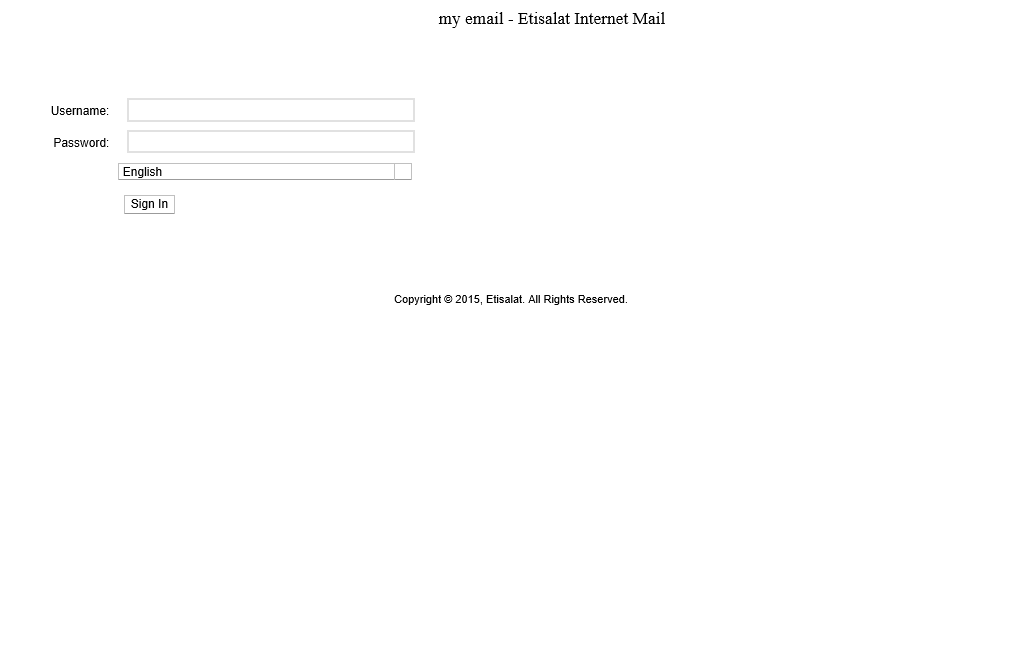 my email - Etisalat Internet Mail
Username:
Password:
English
Sign In
Copyright © 2015, Etisalat. All Rights Reserved.